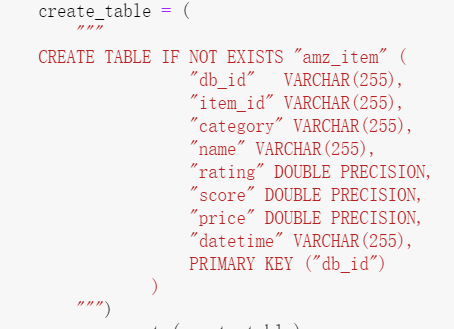 create_table = (
"""
CREATE TABLE IF NOT EXISTS "amz_item" (
"db_id"   VARCHAR(255),
"item_id" VARCHAR(255),
"category" VARCHAR(255),
"name" VARCHAR(255),
"rating" DOUBLE PRECISION,
"score" DOUBLE PRECISION,
"price" DOUBLE PRECISION,
"datetime" VARCHAR(255),
PRIMARY KEY ("db_id")
)
""")